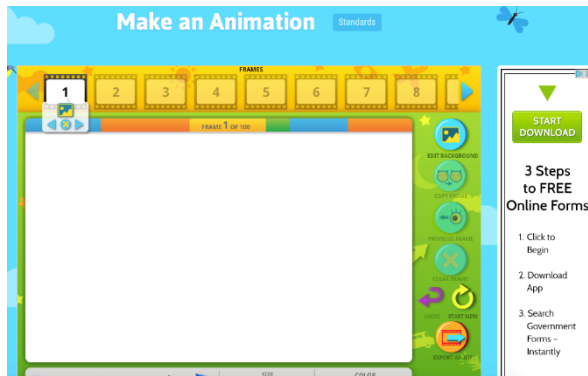 Make an Animation
Standards
FRAMES
1 2 3 4 5 6 7 8
FRAME 1 OF 100
EDIT BACKGROUND
COPY FRAME
PREVIOUS FRAME
CLEAR FRAME
UNDO START NEW
EXPORT AS .RTF
SIZE COLOR
START
DOWNLOAD
3 Steps
to FREE
Online Forms
1. Click to
Begin
2. Download
App
3. Search
Government
Forms –
Instantly